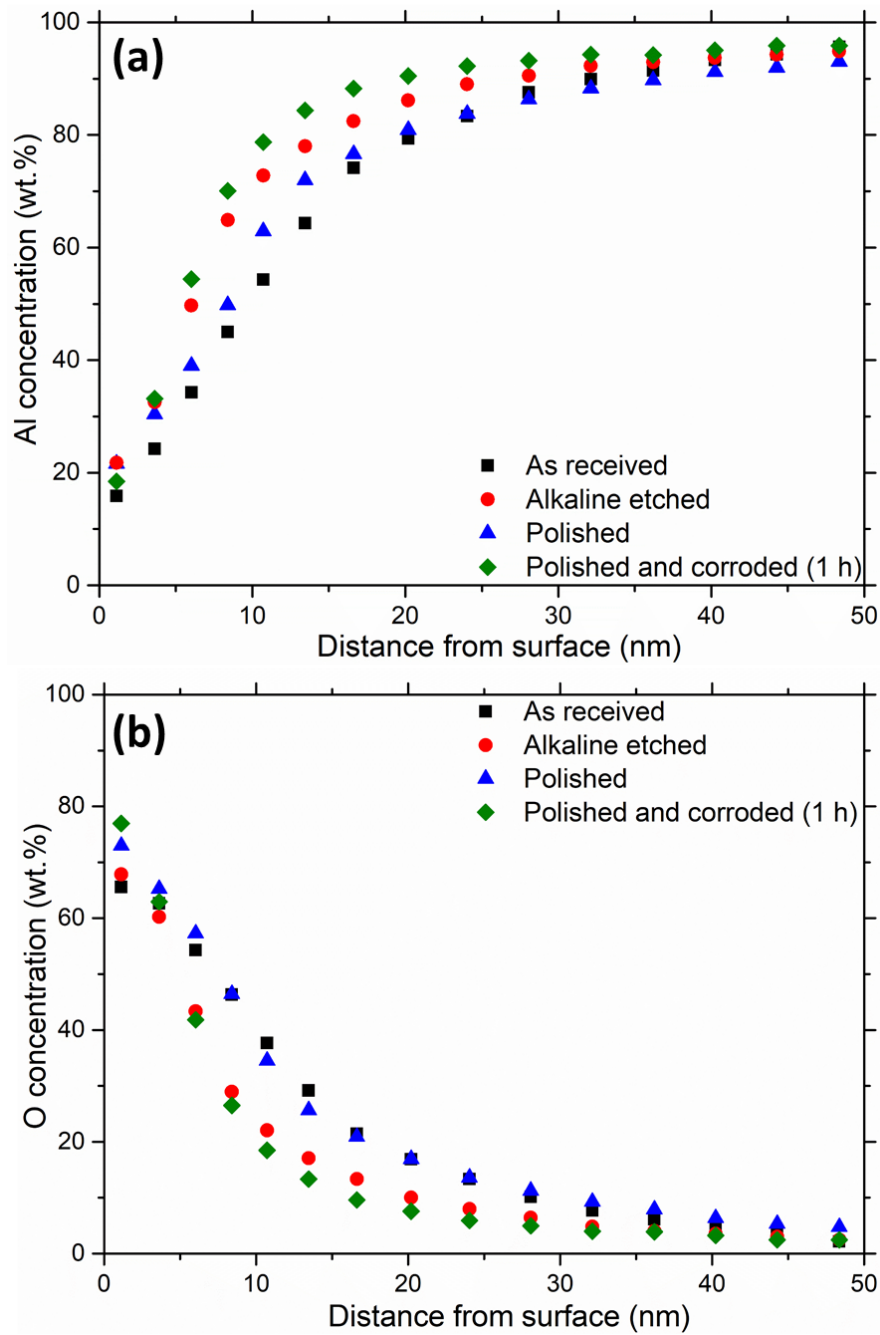 (a)
Al concentration (wt.%)
100
80
60
40
20
0
As received
Alkaline etched
Polished
Polished and corroded (1 h)
0 10 20 30 40 50
Distance from surface (nm)
(b)
O concentration (wt.%)
100
80
60
40
20
0
As received
Alkaline etched
Polished
Polished and corroded (1 h)
0 10 20 30 40 50
Distance from surface (nm)